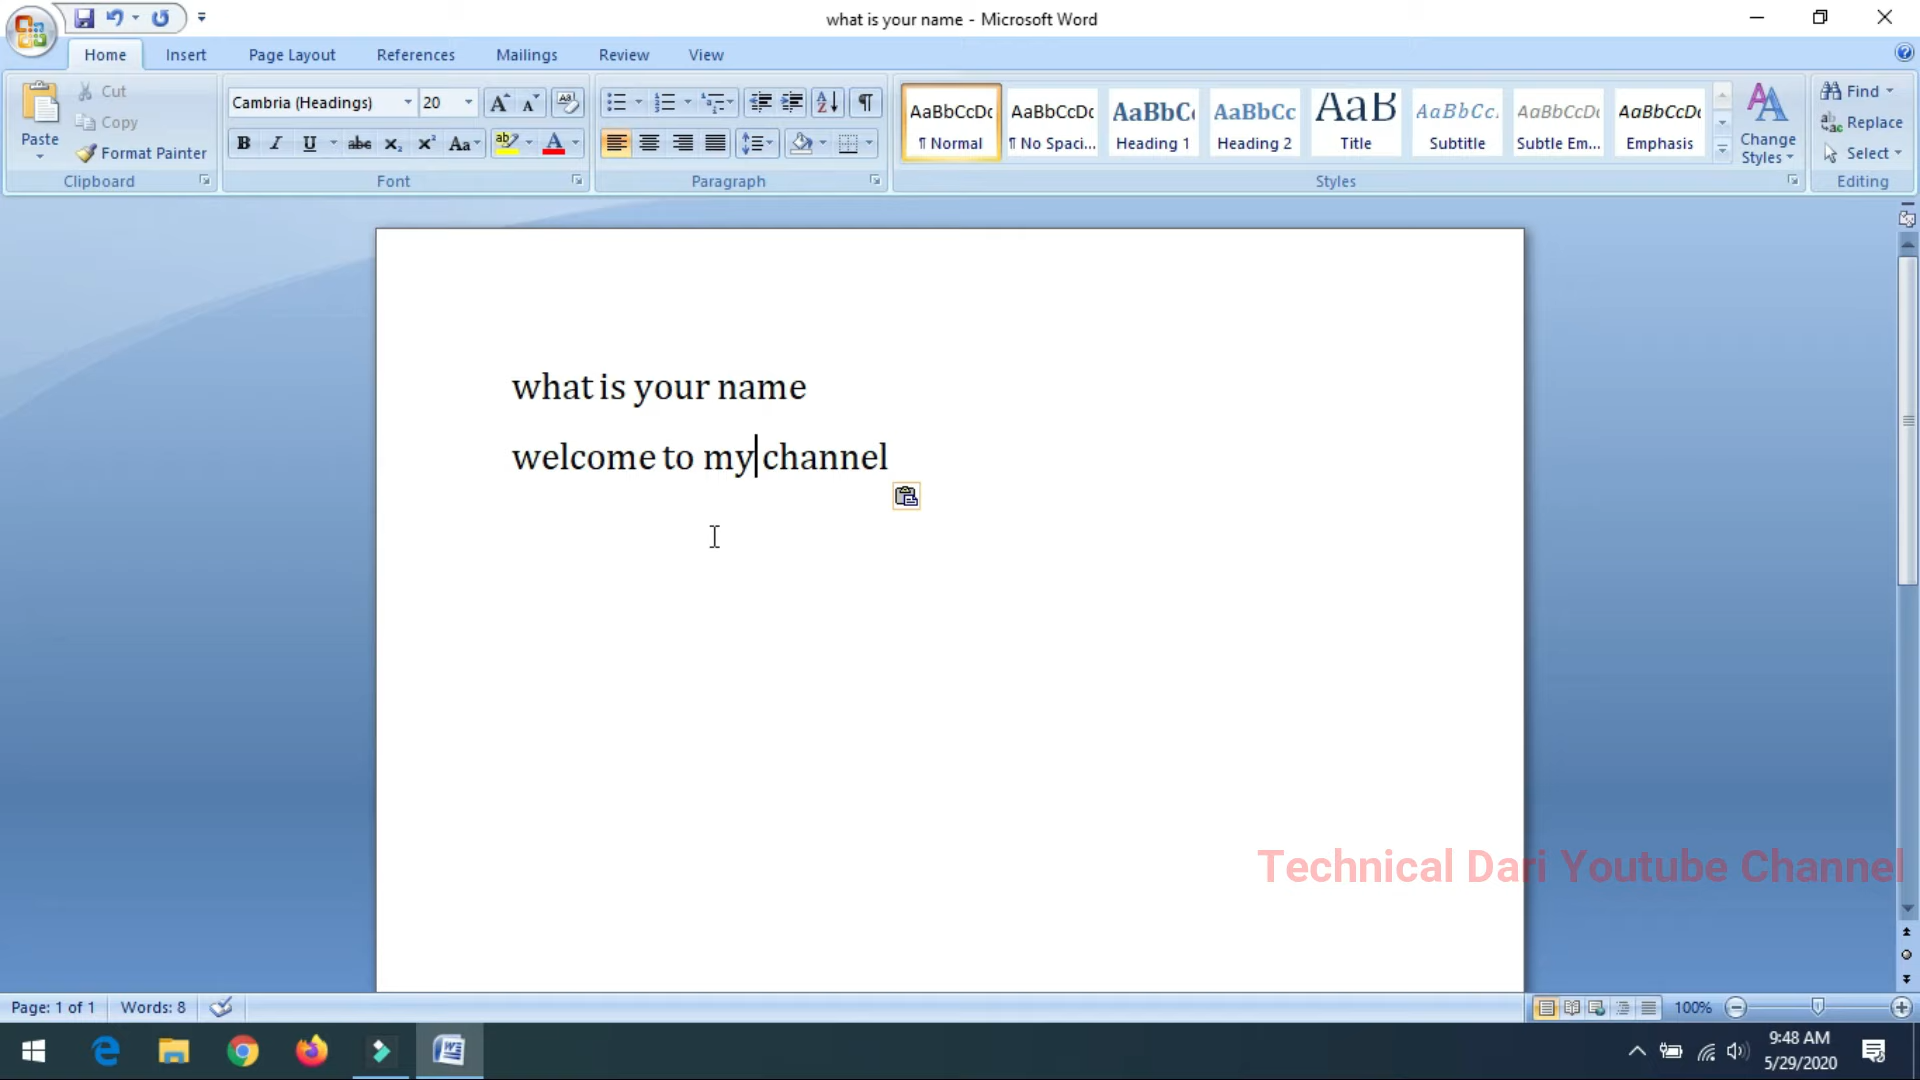 what is your name - Microsoft Word
Home Insert Page Layout References Mailings Review View
Paste
Cut
Copy
Format Painter
Clipboard
Cambria (Headings) 20
Font
Paragraph
AaBbCcDc AaBbCcDc AaBbC AaBbCc AaB AaBbCc. AaBbCcDc AaBbCcDc
¶ Normal ¶ No Spaci... Heading 1 Heading 2 Title Subtitle Subtle Em... Emphasis
Change Styles
Styles
Find
Replace
Select
Editing
what is your name
welcome to my channel
Technical Dari Youtube Channel
Page: 1 of 1 Words: 8 100%
9:48 AM
5/29/2020